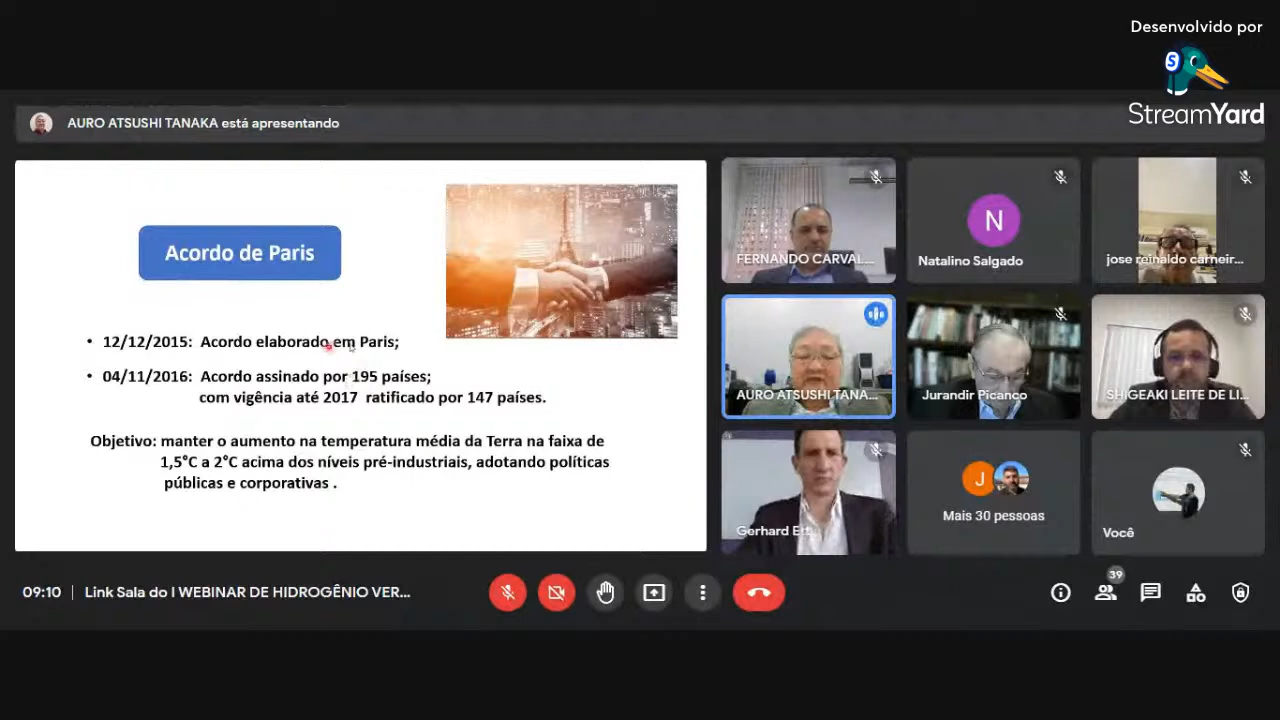 Desenvolvido por
S
StreamYard
AURO ATSUSHI TANAKA está apresentando
Acordo de Paris
• 12/12/2015: Acordo elaborado em Paris;
• 04/11/2016: Acordo assinado por 195 países;
com vigência até 2017 ratificado por 147 países.
Objetivo: manter o aumento na temperatura média da Terra na faixa de
1,5°C a 2°C acima dos níveis pré-industriais, adotando políticas
públicas e corporativas .
FERNANDO CARVAL...
N
Natalino Salgado
jose reinaldo carneir...
AURO ATSUSHI TANA...
Jurandir Picanco
SHIGEAKI LEITE DE LI...
Gerhard Ett
J
Mais 30 pessoas
Você
09:10 | Link Sala do I WEBINAR DE HIDROGÊNIO VER...
39